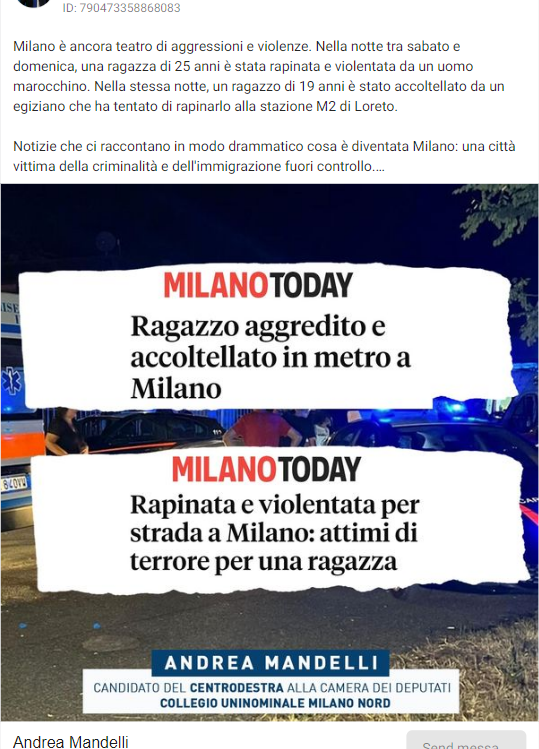 ID: 790473358868083
Milano è ancora teatro di aggressioni e violenze. Nella notte tra sabato e
domenica, una ragazza di 25 anni è stata rapinata e violentata da un uomo
marocchino. Nella stessa notte, un ragazzo di 19 anni è stato accoltellato da un
egiziano che ha tentato di rapinarlo alla stazione M2 di Loreto.
Notizie che ci raccontano in modo drammatico cosa è diventata Milano: una città
vittima della criminalità e dell'immigrazione fuori controllo....
MILANOTODAY
Ragazzo aggredito e
accoltellato in metro a
Milano
MILANOTODAY
Rapinata e violentata per
strada a Milano: attimi di
terrore per una ragazza
ANDREA MANDELLI
CANDIDATO DEL CENTRODESTRA ALLA CAMERA DEI DEPUTATI
COLLEGIO UNINOMINALE MILANO NORD
Andrea Mandelli
Send messa